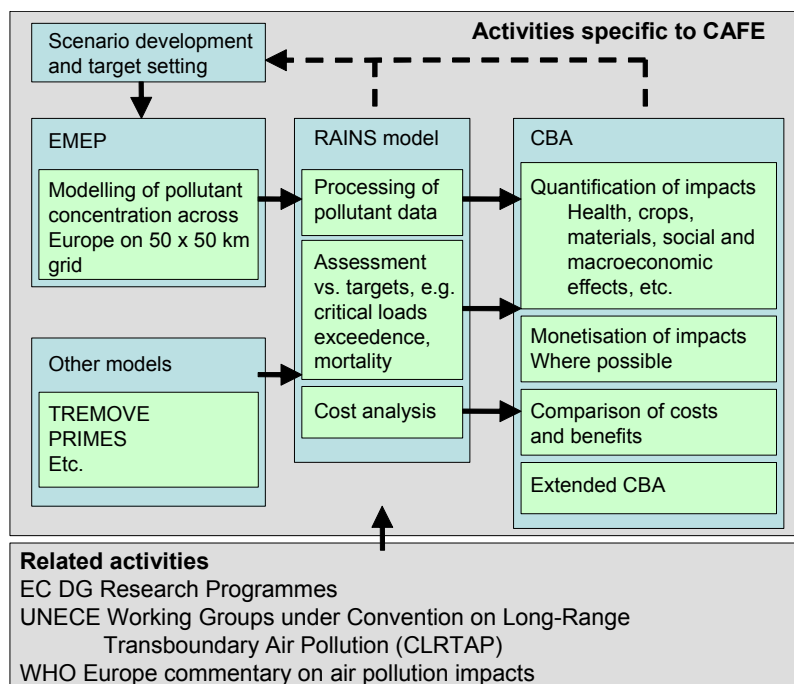 Activities specific to CAFE
Scenario development
and target setting
EMEP
Modelling of pollutant
concentration across
Europe on 50 x 50 km
grid
Other models
TREMOVE
PRIMES
Etc.
RAINS model
Processing of
pollutant data
Assessment
vs. targets, e.g.
critical loads
exceedence,
mortality
Cost analysis
CBA
Quantification of impacts
Health, crops,
materials, social and
macroeconomic
effects, etc.
Monetisation of impacts
Where possible
Comparison of costs
and benefits
Extended CBA
Related activities
EC DG Research Programmes
UNECE Working Groups under Convention on Long-Range
Transboundary Air Pollution (CLRTAP)
WHO Europe commentary on air pollution impacts